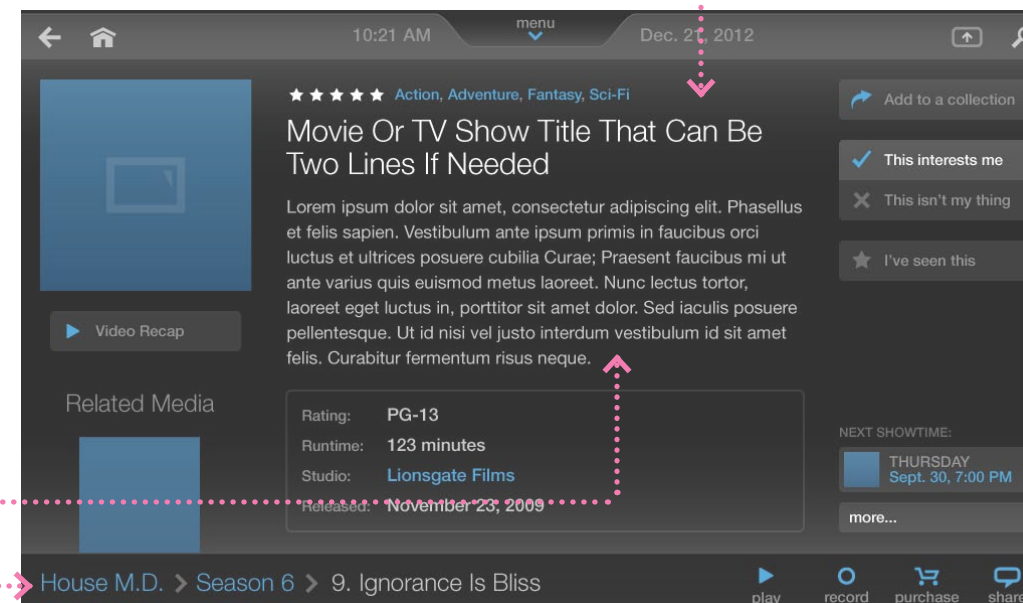 10:21 AM
menu
Dec. 21, 2012
Action, Adventure, Fantasy, Sci-Fi
Movie Or TV Show Title That Can Be
Two Lines If Needed
Lorem ipsum dolor sit amet, consectetur adipiscing elit. Phasellus
et felis sapien. Vestibulum ante ipsum primis in faucibus orci
luctus et ultrices posuere cubilia Curae; Praesent faucibus mi ut
ante varius quis euismod metus laoreet. Nunc lectus tortor,
laoreet eget luctus in, porttitor sit amet dolor. Sed iaculis posuere
pellentesque. Ut id nisi vel justo interdum vestibulum id sit amet
felis. Curabitur fermentum risus neque.
Video Recap
Related Media
Rating: PG-13
Runtime: 123 minutes
Studio: Lionsgate Films
Released: November 23, 2009
Add to a collection
This interests me
This isn't my thing
I've seen this
NEXT SHOWTIME:
THURSDAY
Sept. 30, 7:00 PM
more...
House M.D. > Season 6 > 9. Ignorance Is Bliss
play
record
purchase
share